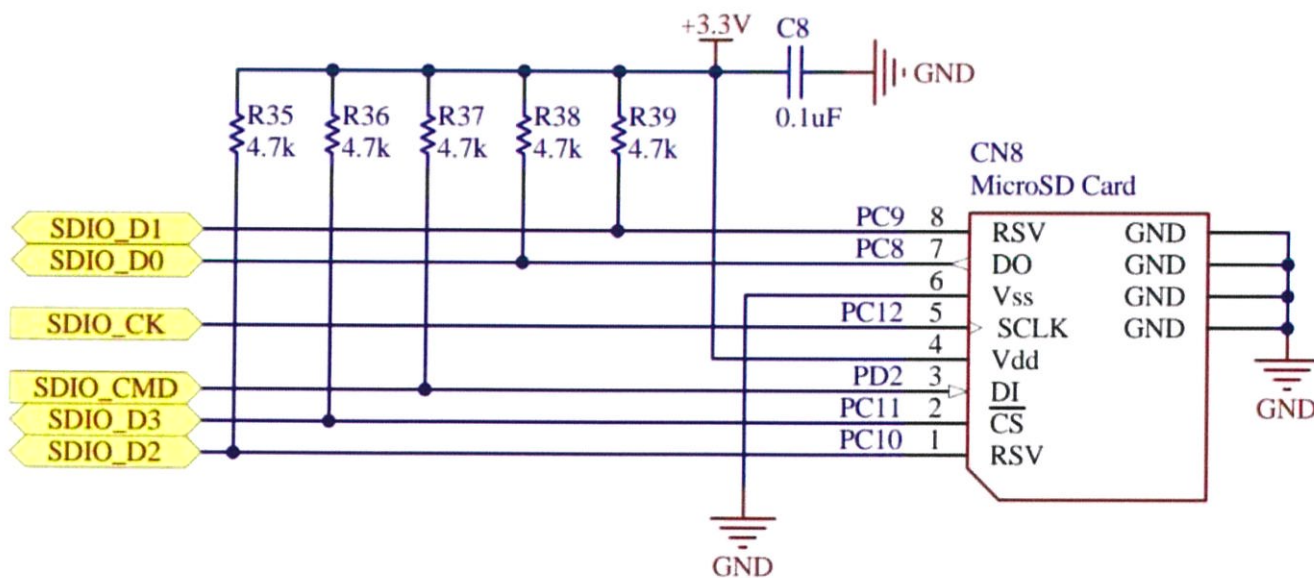 +3.3V
C8
GND
0.1uF
R35
4.7k
R36
4.7k
R37
4.7k
R38
4.7k
R39
4.7k
CN8
MicroSD Card
SDIO_D1 PC9 8 RSV GND
SDIO_D0 PC8 7 DO GND
6 Vss GND
SDIO_CK PC12 5 SCLK GND
4 Vdd
SDIO_CMD PD2 3 DI
SDIO_D3 PC11 2 CS
SDIO_D2 PC10 1 RSV
GND
GND